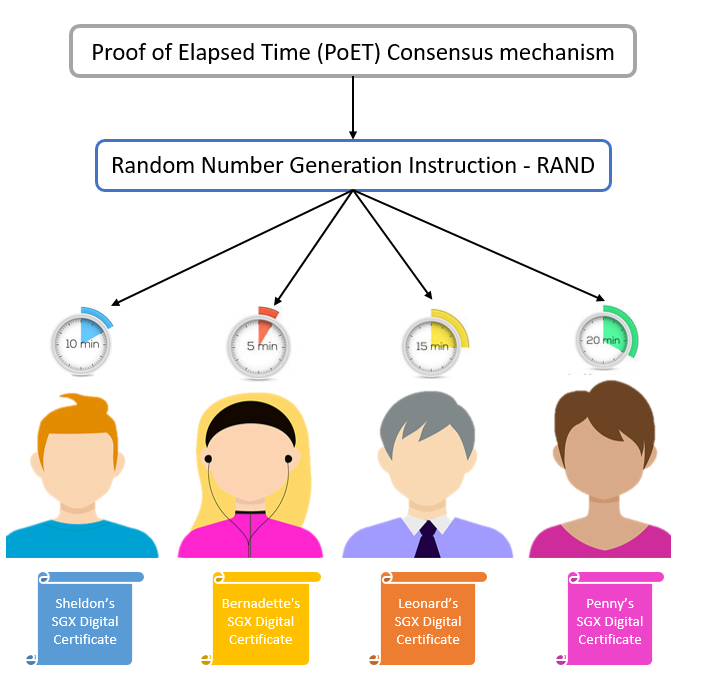 Proof of Elapsed Time (PoET) Consensus mechanism
Random Number Generation Instruction - RAND
10 min
5 min
15 min
20 min
Sheldon’s
SGX Digital
Certificate
Bernadette's
SGX Digital
Certificate
Leonard’s
SGX Digital
Certificate
Penny’s
SGX Digital
Certificate